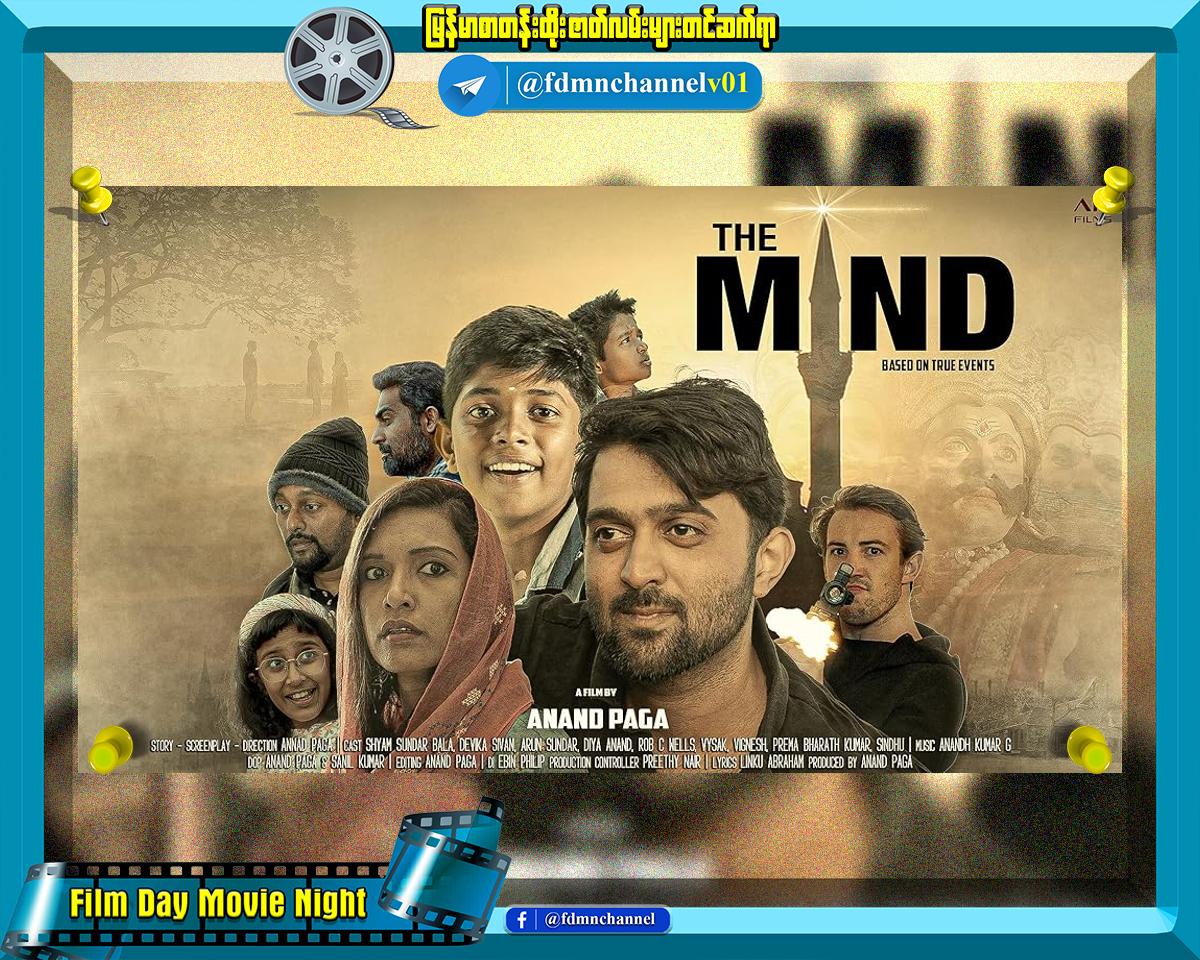 မြန်မာစာတန်းထိုး ဇာတ်လမ်းများတင်ဆက်ရာ
@fdmnchannelv01
M N
FILMS
THE
MIND
BASED ON TRUE EVENTS
A FILM BY
ANAND PAGA
STORY - SCREENPLAY - DIRECTION ANNAD PAGA | CAST SHYAM SUNDAR BALA, DEVIKA SIVAN, ARUN SUNDAR, DIYA ANAND, ROB C NELLS, VYSAK, VIGNESH, PREMA BHARATH KUMAR, SINDHU | MUSIC ANANDH KUMAR G
DOP ANAND PAGA & SANIL KUMAR | EDITING ANAND PAGA | DI EBIN PHILIP PRODUCTION CONTROLLER PREETHY NAIR | LYRICS LINKU ABRAHAM PRODUCED BY ANAND PAGA
Film Day Movie Night
@fdmnchannel